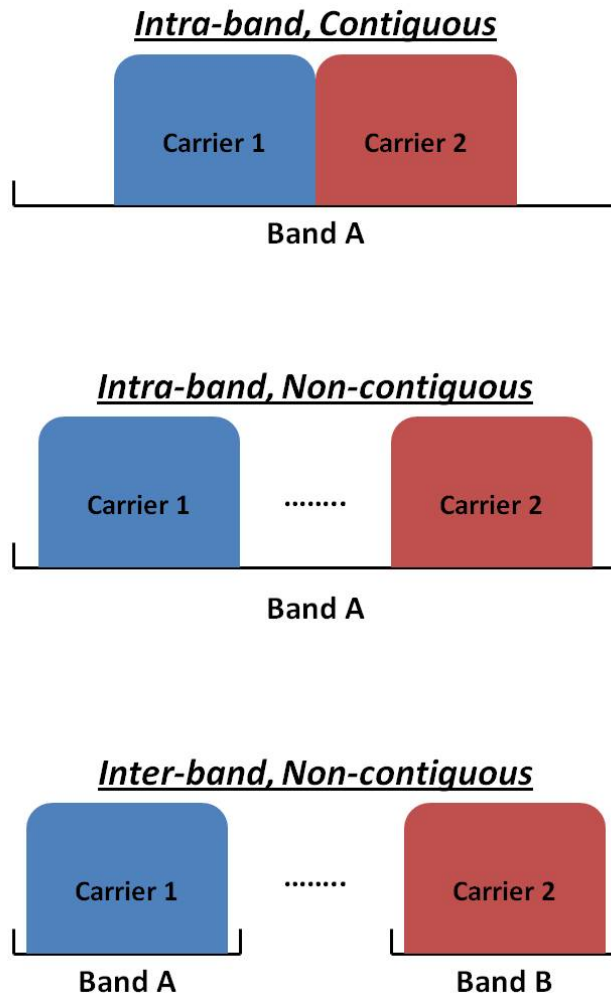 Intra-band, Contiguous
Carrier 1 Carrier 2
Band A
Intra-band, Non-contiguous
Carrier 1 ........ Carrier 2
Band A
Inter-band, Non-contiguous
Carrier 1 ........ Carrier 2
Band A Band B